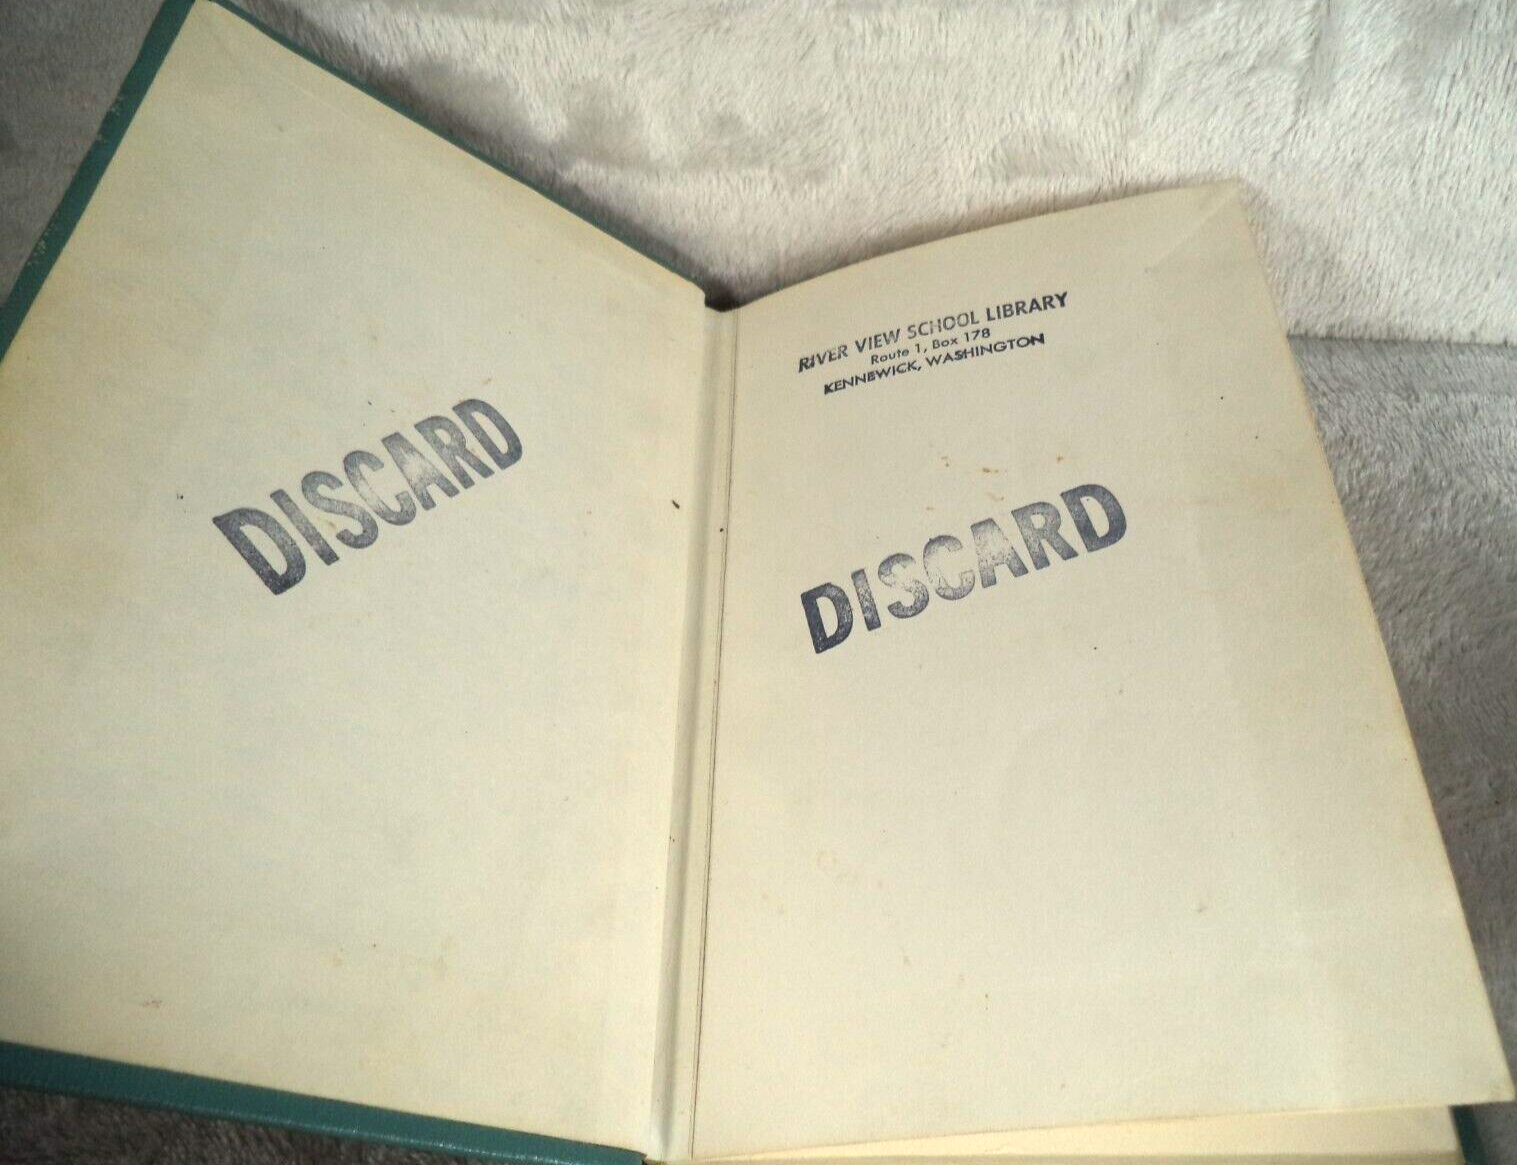 DISCARD
RIVER VIEW SCHOOL LIBRARY
Route 1, Box 178
KENNEWICK, WASHINGTON
DISCARD